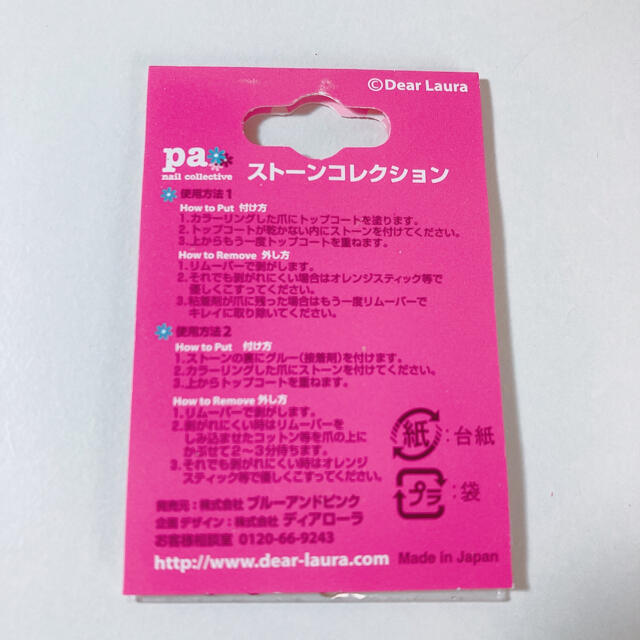 ©Dear Laura
pa
nail collective
ストーンコレクション
使用方法1
How to Put 付け方
1.カラーリングした爪にトップコートを塗ります。
2.トップコートが乾かない内にストーンを付けてください。
3.上からもう一度トップコートを重ねます。
How to Remove 外し方
1.リムーバーで剥がします。
2.それでも剥がれにくい場合はオレンジスティック等で
優しくこすってください。
3.粘着剤が爪に残った場合はもう一度リムーバーで
キレイに取り除いてください。
使用方法2
How to Put 付け方
1.ストーンの裏にグルー(接着剤)を付けます。
2.カラーリングした爪にストーンを付けてください。
3.上からトップコートを重ねます。
How to Remove 外し方
1.リムーバーで剥がします。
2.剥がれにくい時はリムーバーを
しみ込ませたコットン等を爪の上に
かぶせて2~3分待ちます。
3.それでも剥がれにくい時はオレンジ
スティック等で優しくこすってください。
紙:台紙
プラ:袋
発売元:株式会社 ブルーアンドピンク
企画 デザイン:株式会社 ディアローラ
お客様相談室 0120-66-9243
http://www.dear-laura.com Made in Japan